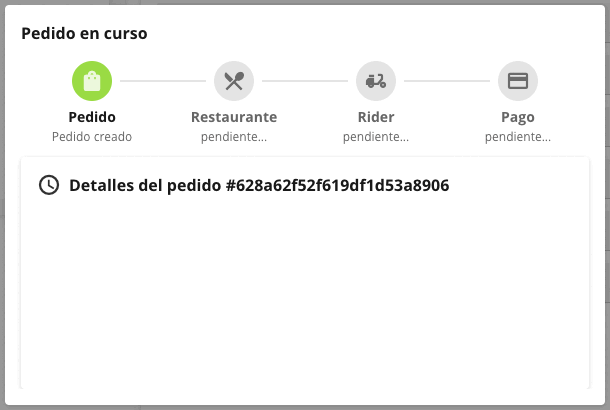 Pedido en curso
Pedido
Restaurante
Rider
Pago
Pedido creado
pendiente...
pendiente...
pendiente...
Detalles del pedido #628a62f52f619df1d53a8906